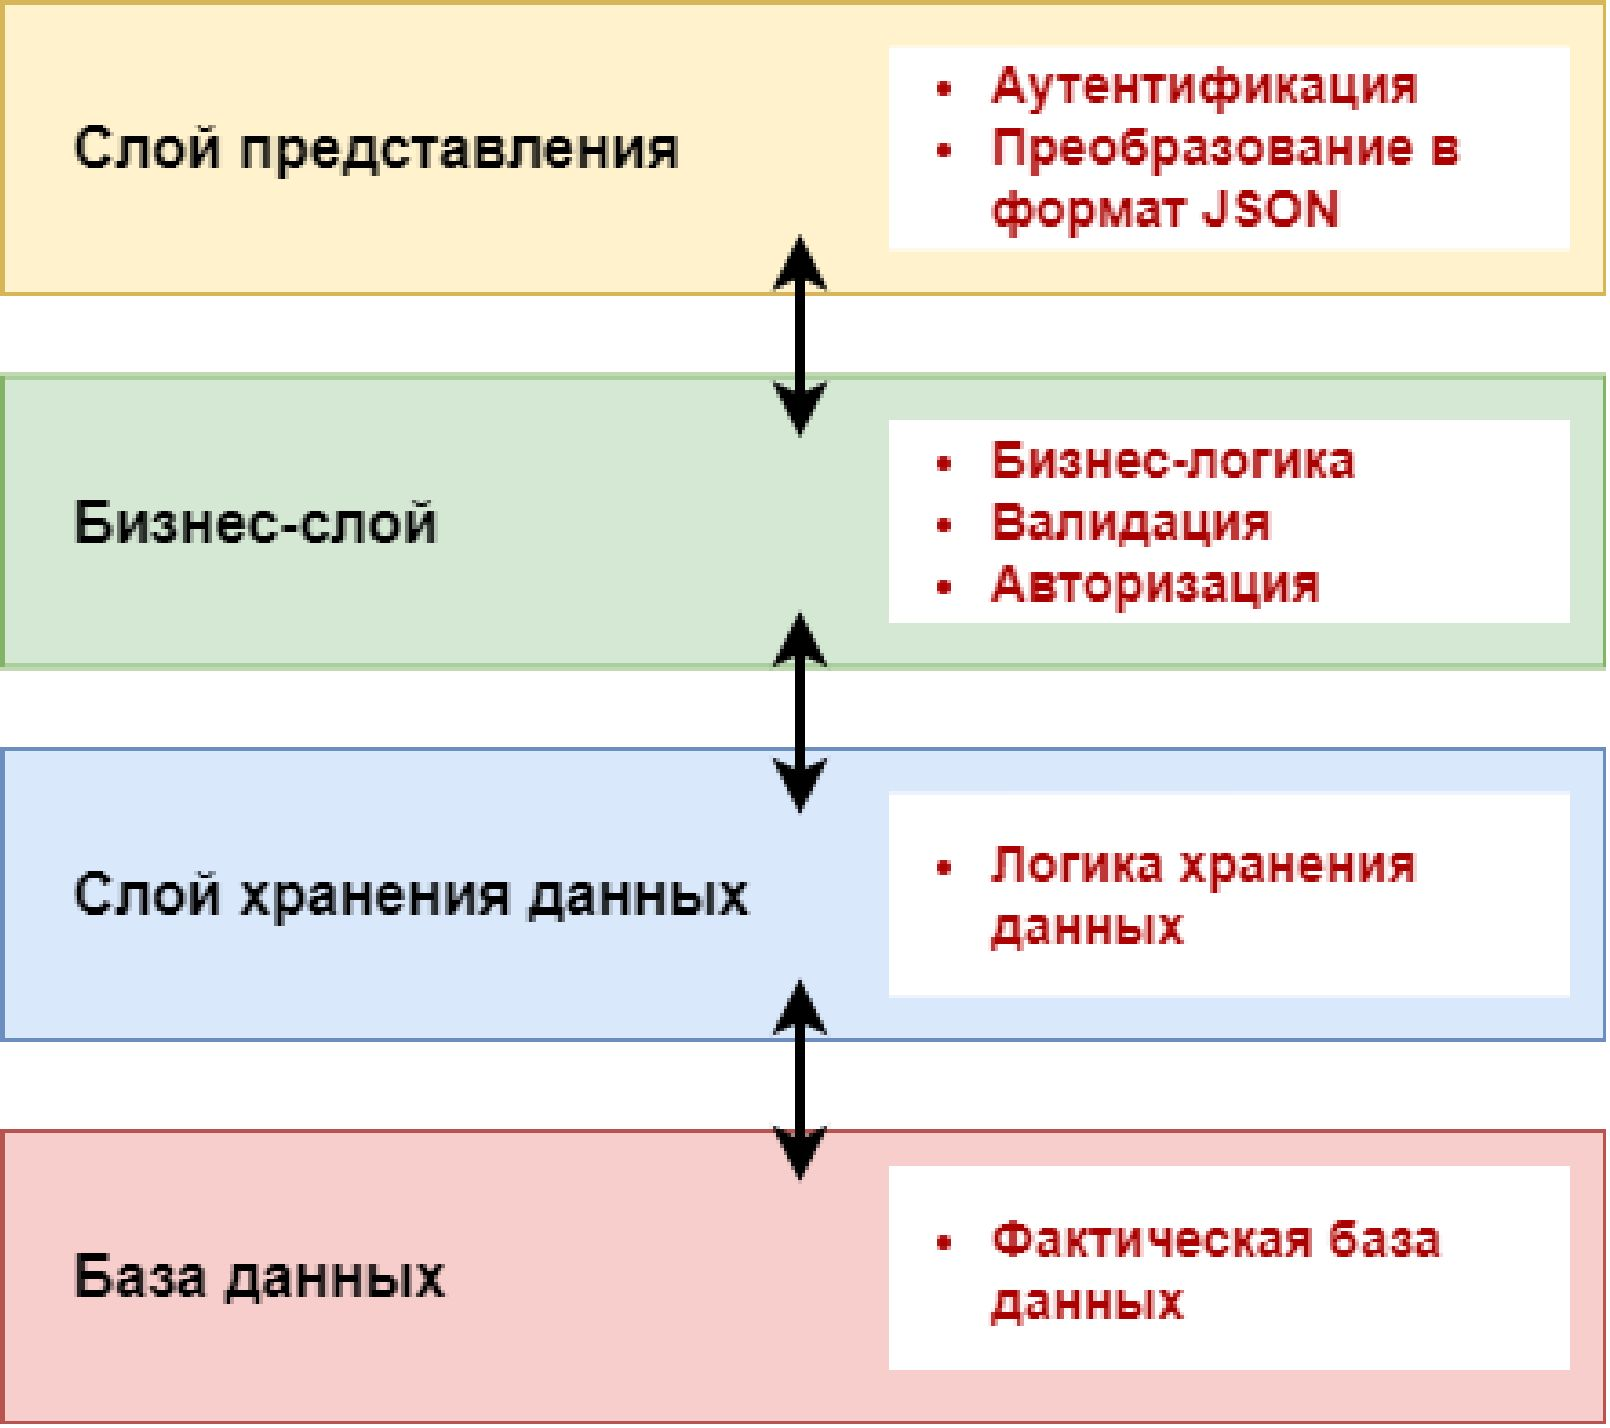 Слой представления
• Аутентификация
• Преобразование в
формат JSON
Бизнес-слой
• Бизнес-логика
• Валидация
• Авторизация
Слой хранения данных
• Логика хранения
данных
База данных
• Фактическая база
данных